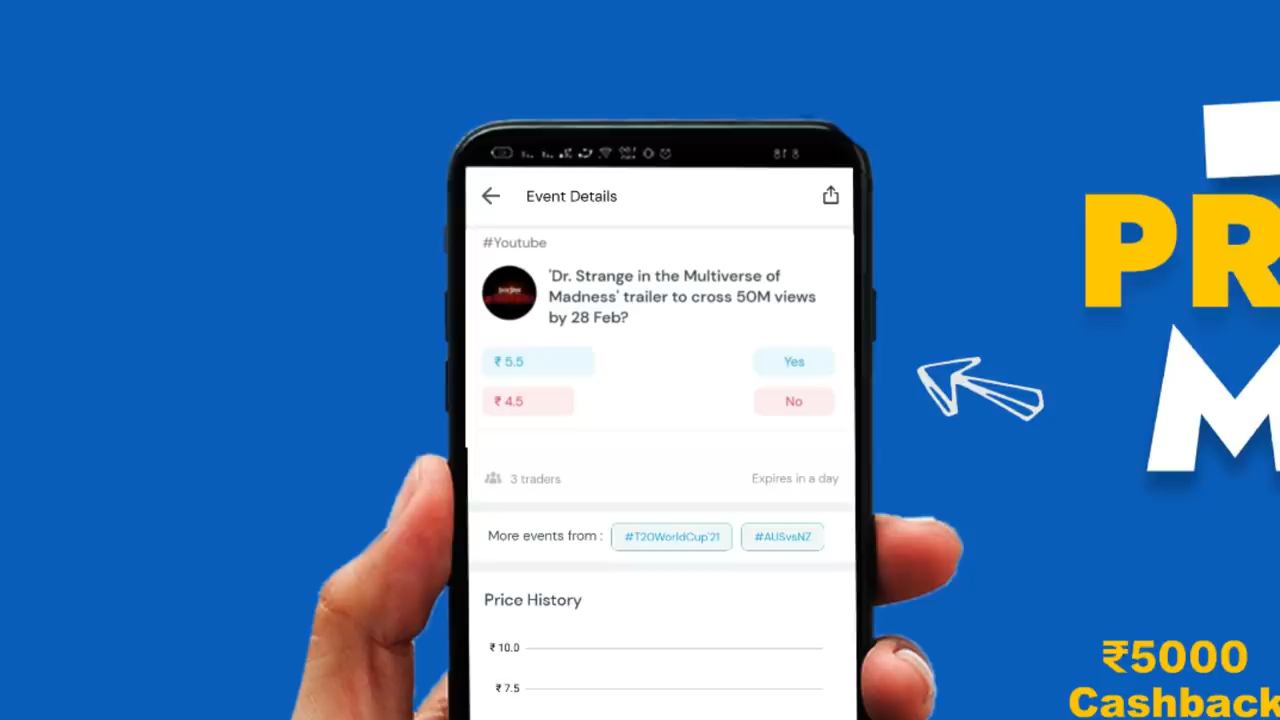 Event Details
#Youtube
'Dr. Strange in the Multiverse of
Madness' trailer to cross 50M views
by 28 Feb?
₹ 5.5
Yes
₹ 4.5
No
3 traders
Expires in a day
More events from :
#T20WorldCup'21
#AUSvsNZ
Price History
₹ 10.0
₹ 7.5
PR
M
₹5000
Cashback